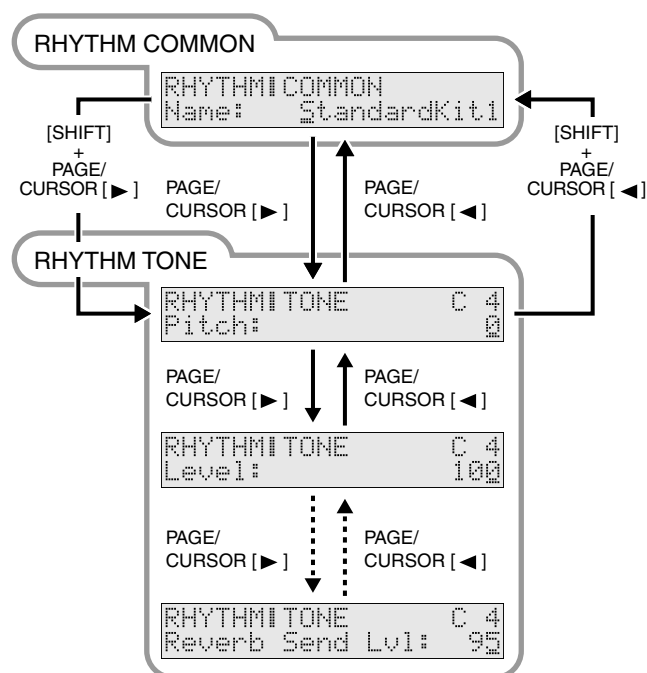 RHYTHM COMMON
RHYTHM COMMON
Name: StandardKit1
[SHIFT]
+
PAGE/
CURSOR [ ▶ ]
PAGE/
CURSOR [ ▶ ]
PAGE/
CURSOR [ ◀ ]
[SHIFT]
+
PAGE/
CURSOR [ ◀ ]
RHYTHM TONE
RHYTHM TONE C 4
Pitch: 0
PAGE/
CURSOR [ ▶ ]
PAGE/
CURSOR [ ◀ ]
RHYTHM TONE C 4
Level: 100
PAGE/
CURSOR [ ▶ ]
PAGE/
CURSOR [ ◀ ]
RHYTHM TONE C 4
Reverb Send Lvl: 95